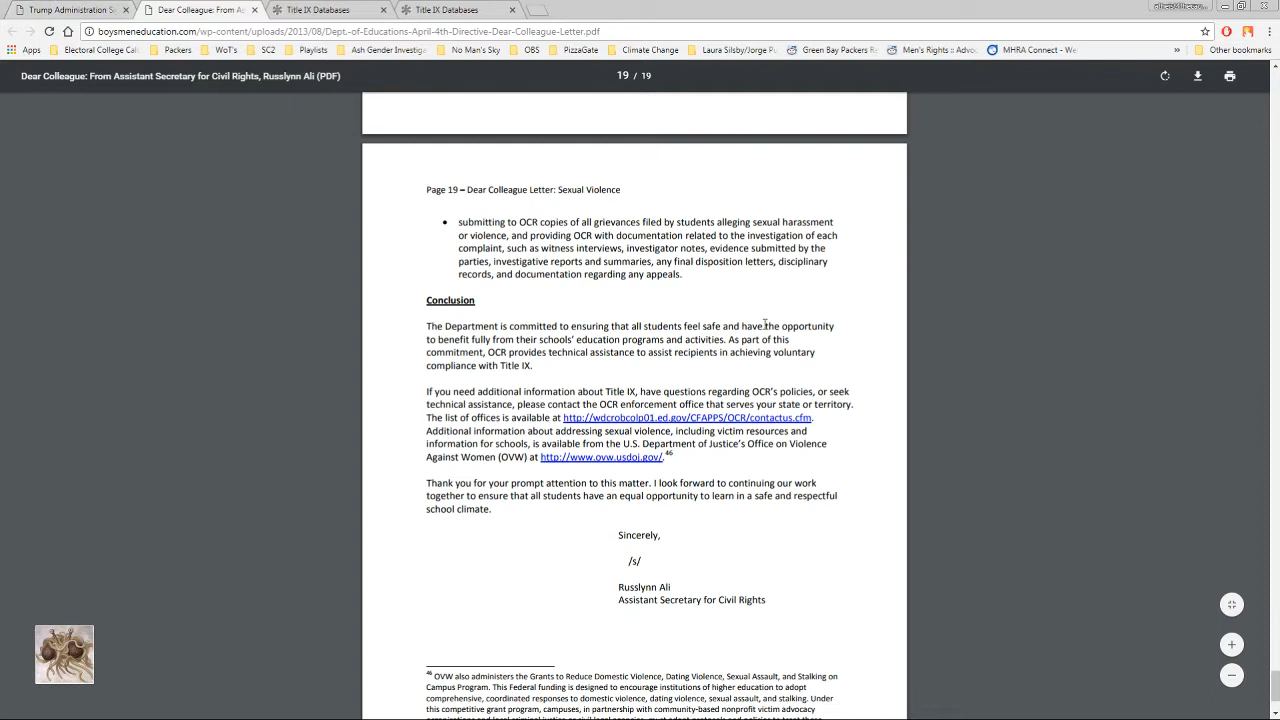 Trump Administration S
Dear Colleague: From A
Title IX Databases
Title IX Databases
boysmeneducation.com/wp-content/uploads/2013/08/Dept.-of-Educations-April-4th-Directive-Dear-Colleague-Letter.pdf
Apps Electoral College Cal Packers WoT's SC2 Playlists Ash Gender Investiga No Man's Sky OBS PizzaGate Climate Change Laura Silsby/Jorge Pu Green Bay Packers R Men's Rights :: Advoc MHRA Connect - We » Other bookmarks
Dear Colleague: From Assistant Secretary for Civil Rights, Russlynn Ali (PDF)
19 / 19
Page 19 – Dear Colleague Letter: Sexual Violence
• submitting to OCR copies of all grievances filed by students alleging sexual harassment
or violence, and providing OCR with documentation related to the investigation of each
complaint, such as witness interviews, investigator notes, evidence submitted by the
parties, investigative reports and summaries, any final disposition letters, disciplinary
records, and documentation regarding any appeals.
Conclusion
The Department is committed to ensuring that all students feel safe and have the opportunity
to benefit fully from their schools' education programs and activities. As part of this
commitment, OCR provides technical assistance to assist recipients in achieving voluntary
compliance with Title IX.
If you need additional information about Title IX, have questions regarding OCR's policies, or seek
technical assistance, please contact the OCR enforcement office that serves your state or territory.
The list of offices is available at http://wdcrobcolp01.ed.gov/CFAPPS/OCR/contactus.cfm.
Additional information about addressing sexual violence, including victim resources and
information for schools, is available from the U.S. Department of Justice's Office on Violence
Against Women (OVW) at http://www.ovw.usdoj.gov/.46
Thank you for your prompt attention to this matter. I look forward to continuing our work
together to ensure that all students have an equal opportunity to learn in a safe and respectful
school climate.
Sincerely,
/s/
Russlynn Ali
Assistant Secretary for Civil Rights
46 OVW also administers the Grants to Reduce Domestic Violence, Dating Violence, Sexual Assault, and Stalking on
Campus Program. This Federal funding is designed to encourage institutions of higher education to adopt
comprehensive, coordinated responses to domestic violence, dating violence, sexual assault, and stalking. Under
this competitive grant program, campuses, in partnership with community-based nonprofit victim advocacy